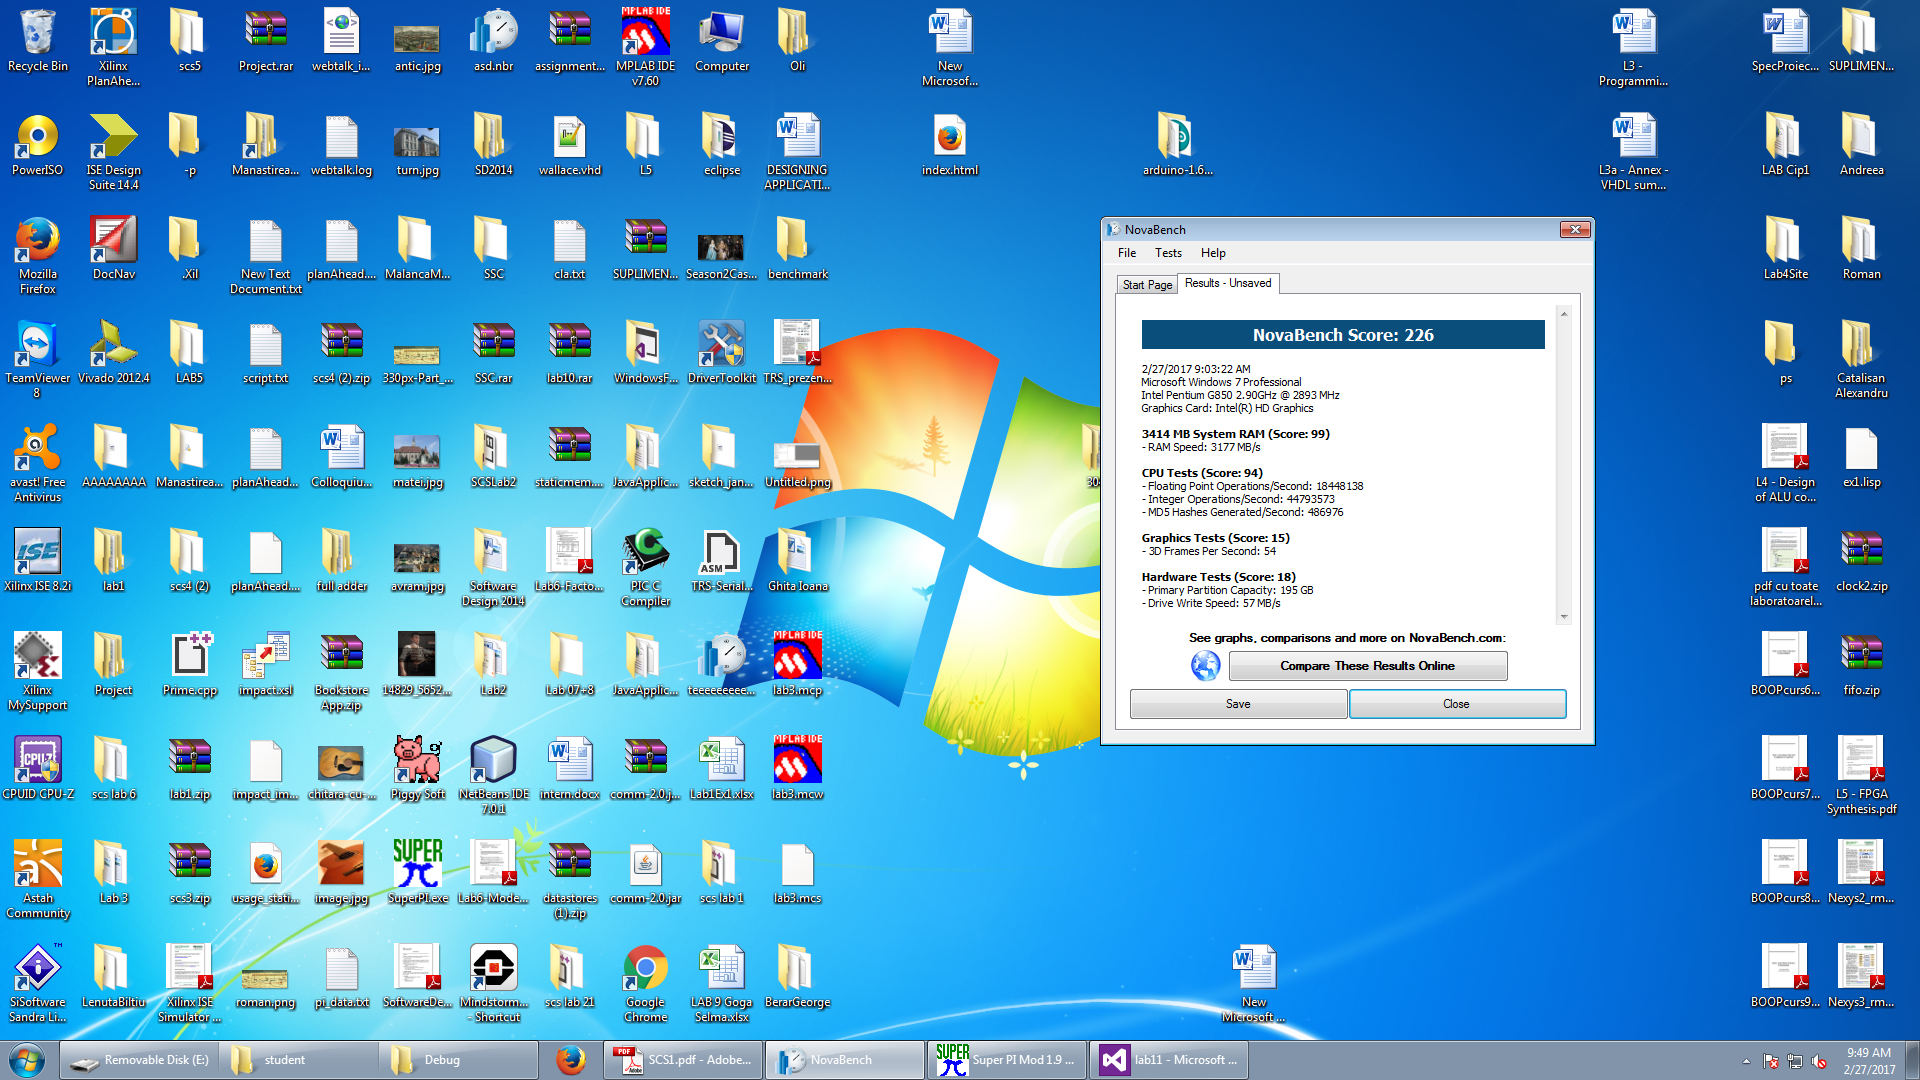 Recycle Bin
Xilinx
PlanAhe...
scs5
Project.rar
webtalk_i...
antic.jpg
asd.nbr
assignment...
MPLAB IDE
v7.60
Computer
Oli
New
Microsof...
L3 -
Programmi...
SpecProiec...
SUPLIMEN...
PowerISO
ISE Design
Suite 14.4
-p
Manastirea...
webtalk.log
turn.jpg
SD2014
wallace.vhd
L5
eclipse
DESIGNING
APPLICATI...
index.html
arduino-1.6...
L3a - Annex -
VHDL sum...
LAB Cip1
Andreea
Mozilla
Firefox
DocNav
.Xil
New Text
Document.txt
planAhead....
MalancaM...
SSC
cla.txt
SUPLIMEN...
Season2Cas...
benchmark
Lab4Site
Roman
TeamViewer
8
Vivado 2012.4
LAB5
script.txt
scs4 (2).zip
330px-Part_...
SSC.rar
lab10.rar
WindowsF...
DriverToolkit
TRS_prezen...
ps
Catalisan
Alexandru
avast! Free
Antivirus
AAAAAAAA
Manastirea...
planAhead...
Colloquiu...
matei.jpg
SCSLab2
staticmem....
JavaApplic...
sketch_jan...
Untitled.png
L4 - Design
of ALU co...
ex1.lisp
Xilinx ISE 8.2i
lab1
scs4 (2)
planAhead....
full adder
avram.jpg
Software
Design 2014
Lab6-Facto...
PIC C
Compiler
ASM
TRS-Serial...
Ghita Ioana
pdf cu toate
laboratoarel...
clock2.zip
Xilinx
MySupport
Project
Prime.cpp
impact.xsl
Bookstore
App.zip
14829_5652...
Lab2
Lab 07+8
JavaApplic...
teeeeeeeee...
MPLAB IDE
lab3.mcp
BOOPcurs6...
fifo.zip
CPUID CPU-Z
scs lab 6
lab1.zip
impact_im...
chitara-cu-...
Piggy Soft
NetBeans IDE
7.0.1
intern.docx
comm-2.0.j...
Lab1Ex1.xlsx
MPLAB IDE
lab3.mcw
BOOPcurs7...
L5 - FPGA
Synthesis.pdf
Astah
Community
Lab 3
scs3.zip
usage_stati...
image.jpg
SUPER
SuperPI.exe
Lab6-Mode...
datastores
(1).zip
comm-2.0.jar
scs lab 1
lab3.mcs
BOOPcurs8...
Nexys2_rm...
SiSoftware
Sandra Li...
LenutaBiltiu
Xilinx ISE
Simulator ...
roman.png
pi_data.txt
SoftwareDe...
Mindstorm...
- Shortcut
scs lab 21
Google
Chrome
LAB 9 Goga
Selma.xlsx
BerarGeorge
New
Microsoft ...
BOOPcurs9...
Nexys3_rm...
NovaBench
File Tests Help
Start Page Results - Unsaved
NovaBench Score: 226
2/27/2017 9:03:22 AM
Microsoft Windows 7 Professional
Intel Pentium G850 2.90GHz @ 2893 MHz
Graphics Card: Intel(R) HD Graphics
3414 MB System RAM (Score: 99)
- RAM Speed: 3177 MB/s
CPU Tests (Score: 94)
- Floating Point Operations/Second: 18448138
- Integer Operations/Second: 44793573
- MD5 Hashes Generated/Second: 486976
Graphics Tests (Score: 15)
- 3D Frames Per Second: 54
Hardware Tests (Score: 18)
- Primary Partition Capacity: 195 GB
- Drive Write Speed: 57 MB/s
See graphs, comparisons and more on NovaBench.com:
Compare These Results Online
Save Close
Removable Disk (E:)
student
Debug
SCS1.pdf - Adobe...
NovaBench
Super PI Mod 1.9 ...
lab11 - Microsoft ...
9:49 AM
2/27/2017